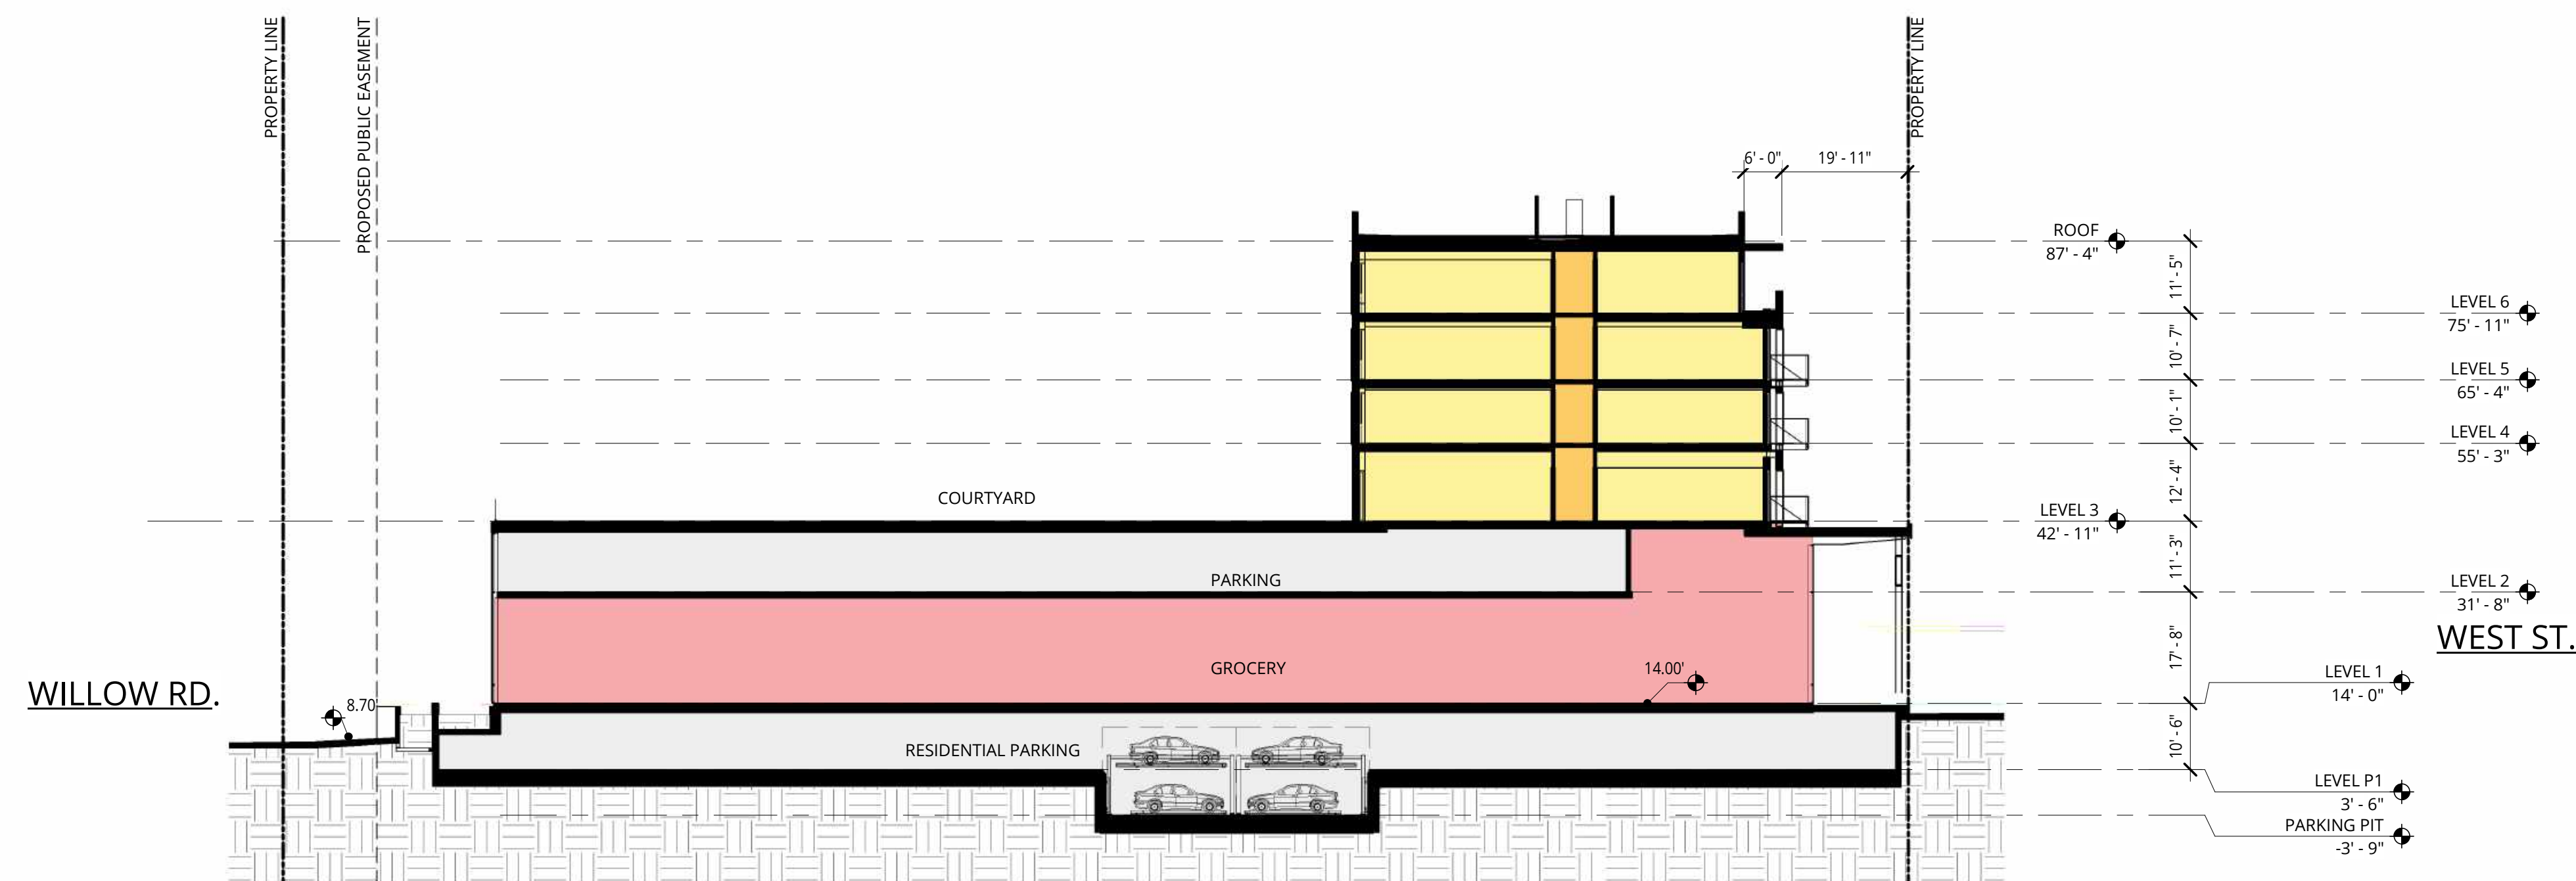 PROPERTY LINE
PROPOSED PUBLIC EASEMENT
PROPERTY LINE
6' - 0"
19' - 11"
ROOF
87' - 4"
11' - 5"
LEVEL 6
75' - 11"
10' - 7"
LEVEL 5
65' - 4"
10' - 1"
LEVEL 4
55' - 3"
12' - 4"
COURTYARD
LEVEL 3
42' - 11"
11' - 3"
PARKING
LEVEL 2
31' - 8"
WEST ST.
17' - 8"
GROCERY
14.00'
LEVEL 1
14' - 0"
WILLOW RD.
8.70'
10' - 6"
RESIDENTIAL PARKING
LEVEL P1
3' - 6"
PARKING PIT
-3' - 9"